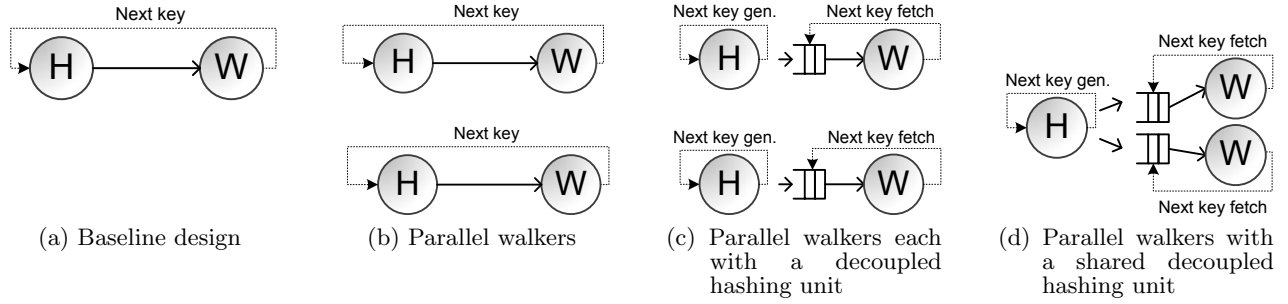 Next key
H
W
(a) Baseline design
Next key
H
W
Next key
H
W
(b) Parallel walkers
Next key gen.
Next key fetch
H
W
Next key gen.
Next key fetch
H
W
(c) Parallel walkers each
with a decoupled
hashing unit
Next key fetch
Next key gen.
W
H
W
Next key fetch
(d) Parallel walkers with
a shared decoupled
hashing unit